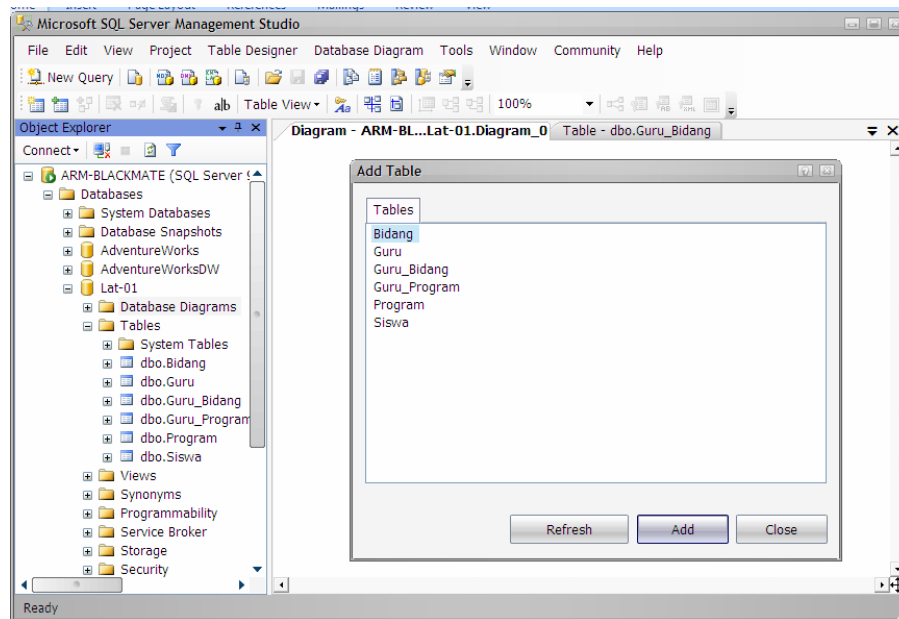 Insert
Microsoft SQL Server Management Studio
File Edit View Project Table Designer Database Diagram Tools Window Community Help
New Query
ab Table View 100%
Object Explorer
Diagram - ARM-BL...Lat-01.Diagram_0 Table - dbo.Guru_Bidang
Connect
ARM-BLACKMATE (SQL Server
Databases
System Databases
Database Snapshots
AdventureWorks
AdventureWorksDW
Lat-01
Database Diagrams
Tables
System Tables
dbo.Bidang
dbo.Guru
dbo.Guru_Bidang
dbo.Guru_Program
dbo.Program
dbo.Siswa
Views
Synonyms
Programmability
Service Broker
Storage
Security
Add Table
Tables
Bidang
Guru
Guru_Bidang
Guru_Program
Program
Siswa
Refresh Add Close
Ready